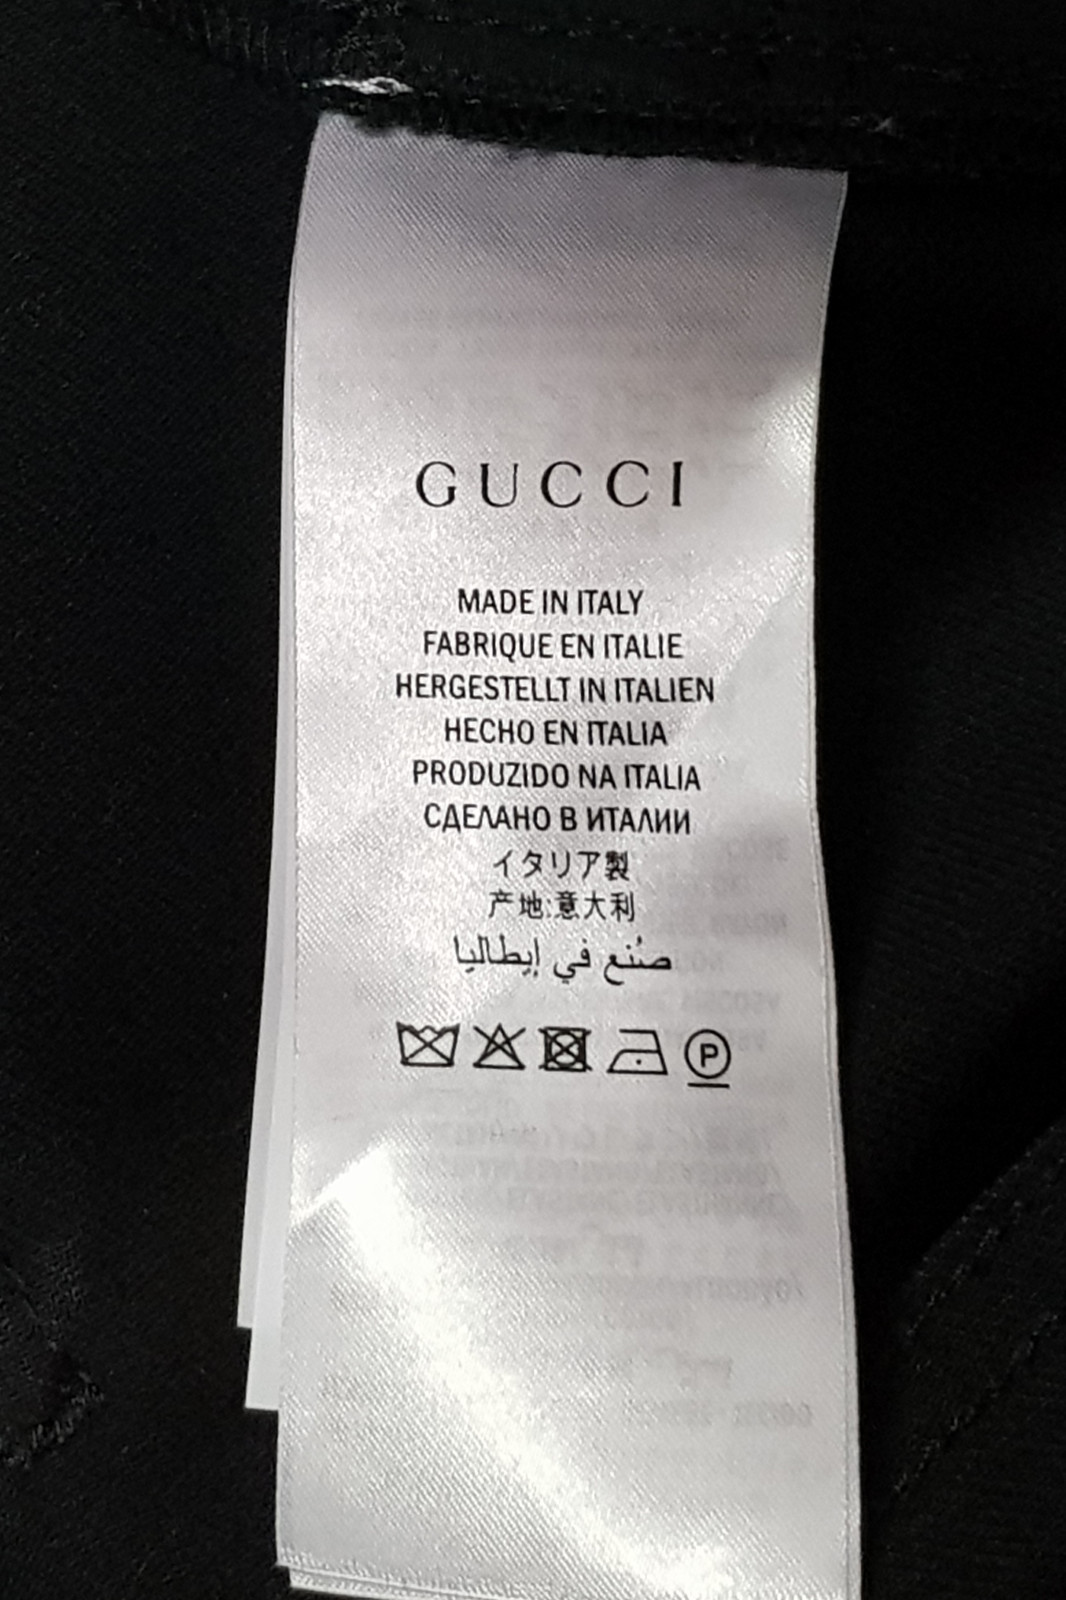 GUCCI
MADE IN ITALY
FABRIQUE EN ITALIE
HERGESTELLT IN ITALIEN
HECHO EN ITALIA
PRODUZIDO NA ITALIA
СДЕЛАНО В ИТАЛИИ
イタリア製
产地:意大利
صُنع في إيطاليا
P